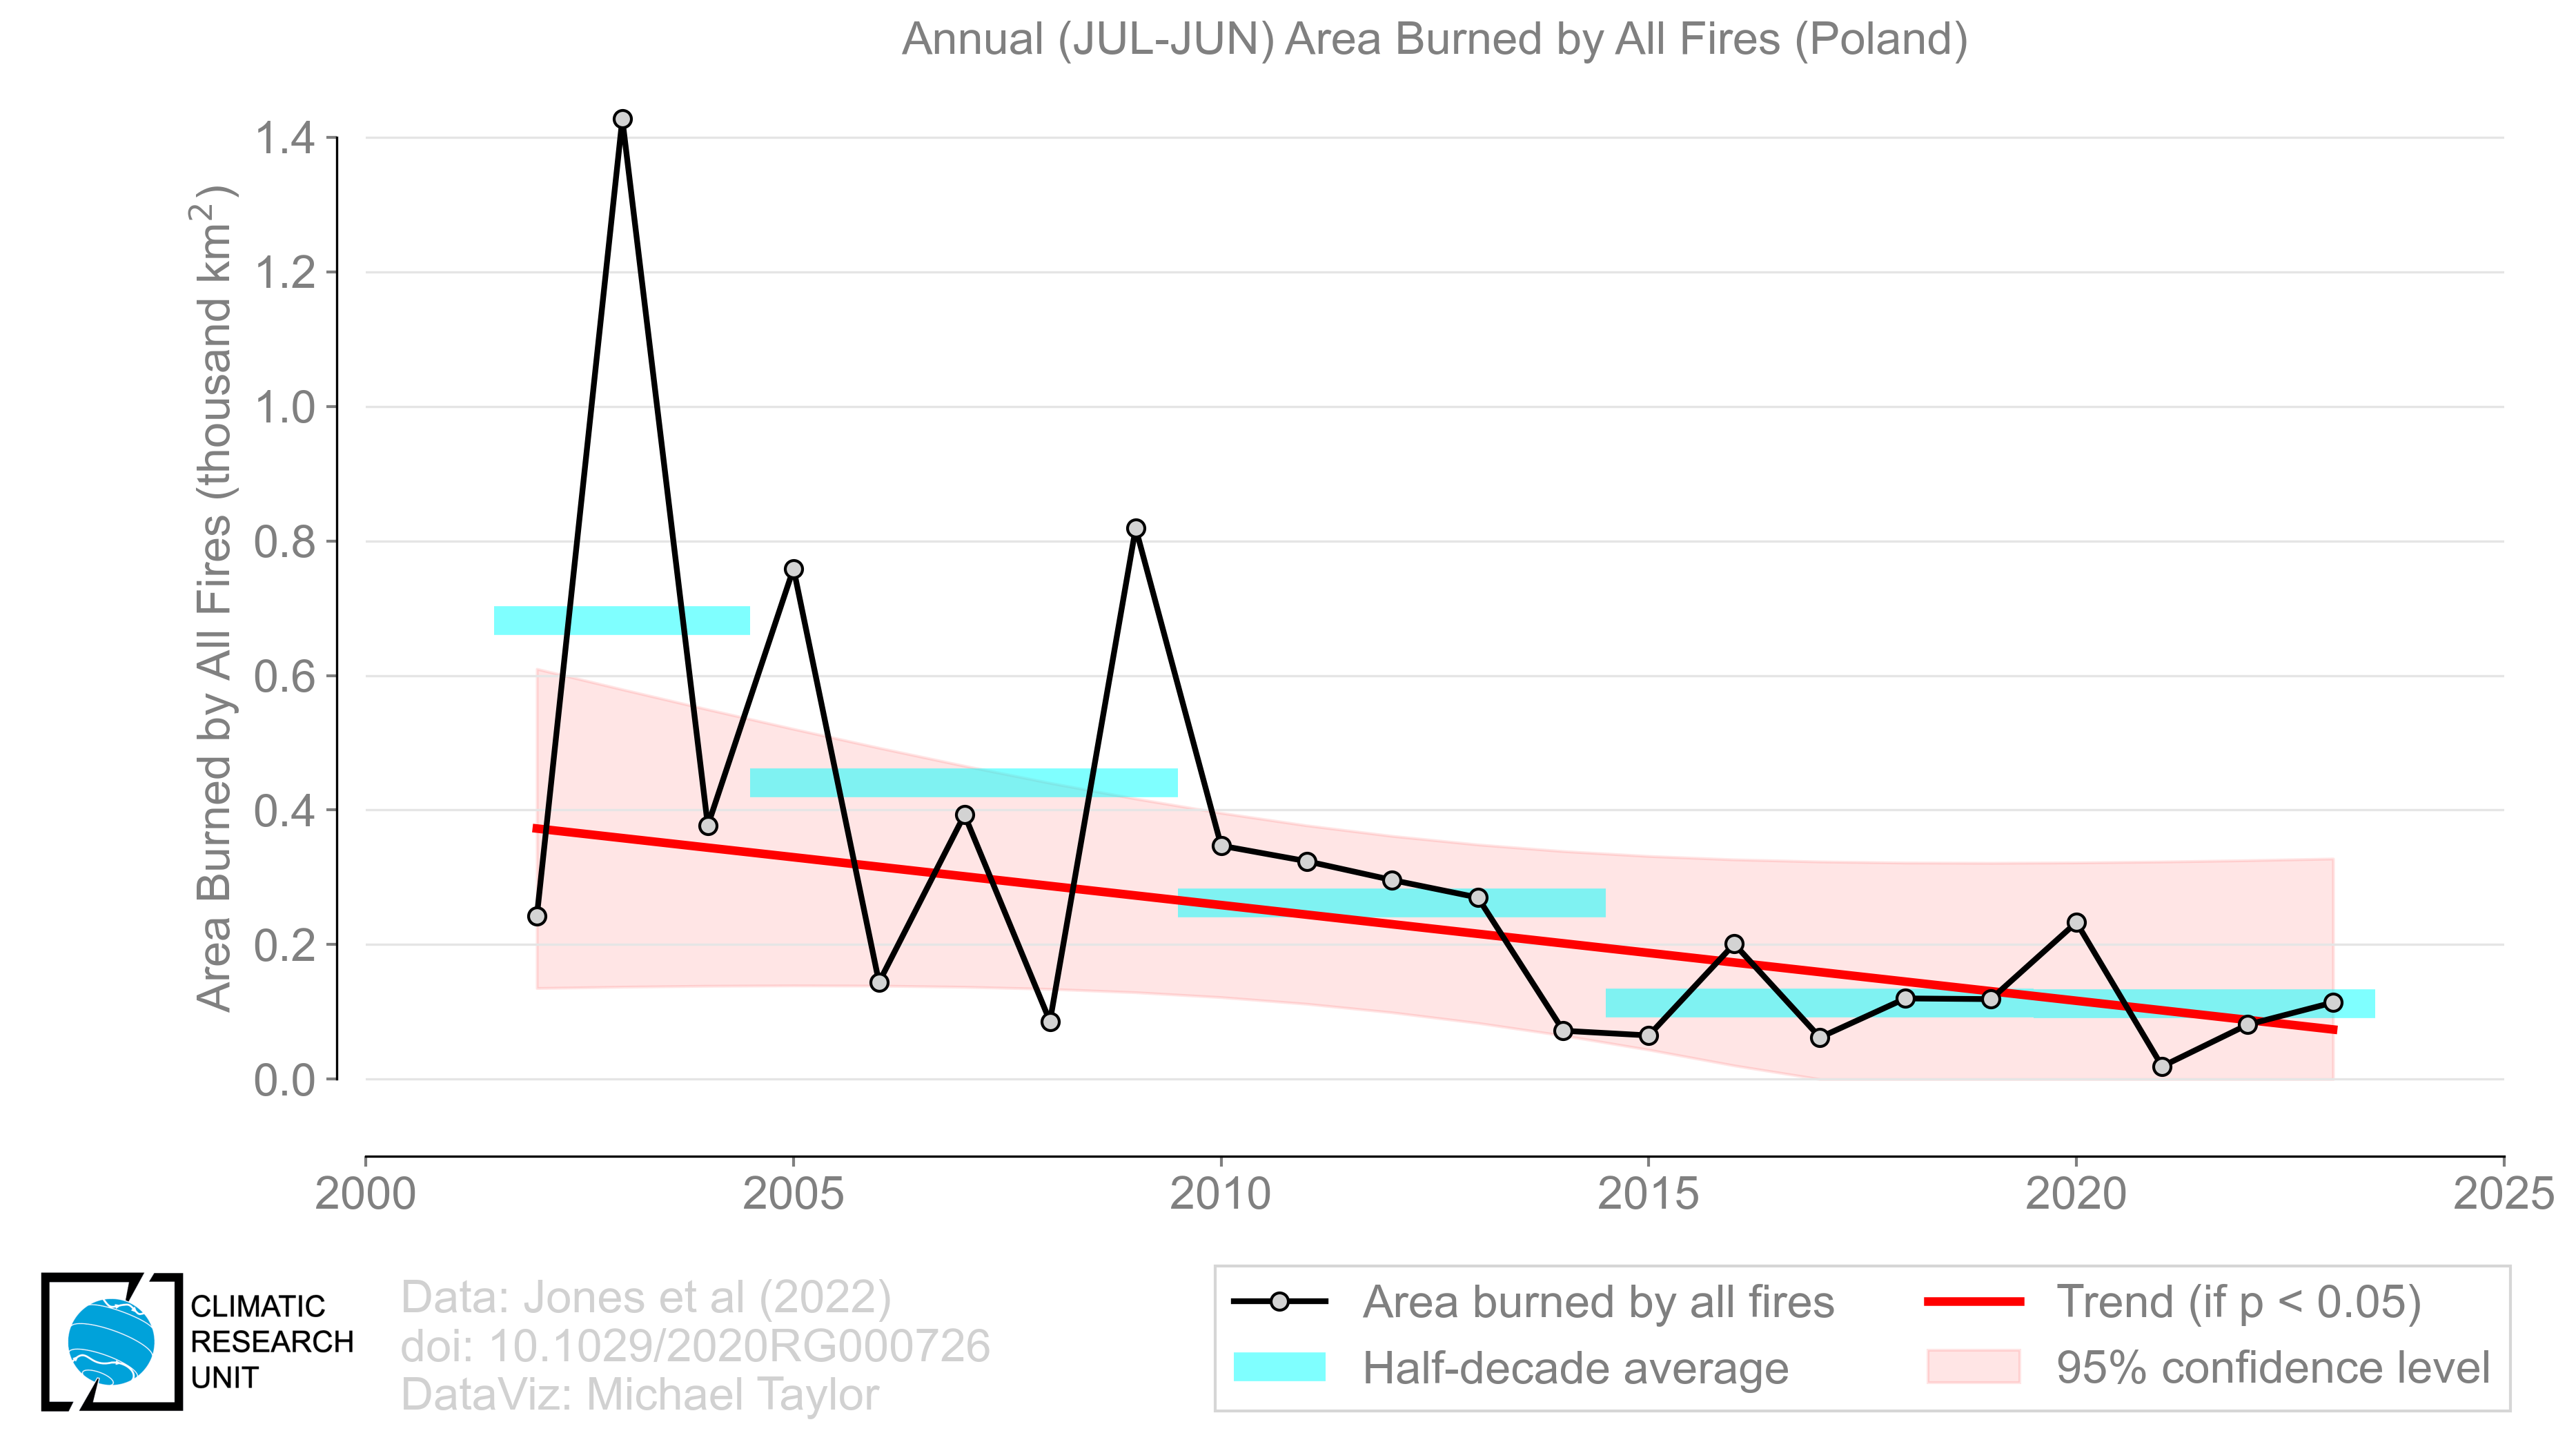 Annual (JUL-JUN) Area Burned by All Fires (Poland)
Area Burned by All Fires (thousand km²)
1.4
1.2
1.0
0.8
0.6
0.4
0.2
0.0
2000 2005 2010 2015 2020 2025
CLIMATIC
RESEARCH
UNIT
Data: Jones et al (2022)
doi: 10.1029/2020RG000726
DataViz: Michael Taylor
Area burned by all fires
Half-decade average
Trend (if p < 0.05)
95% confidence level